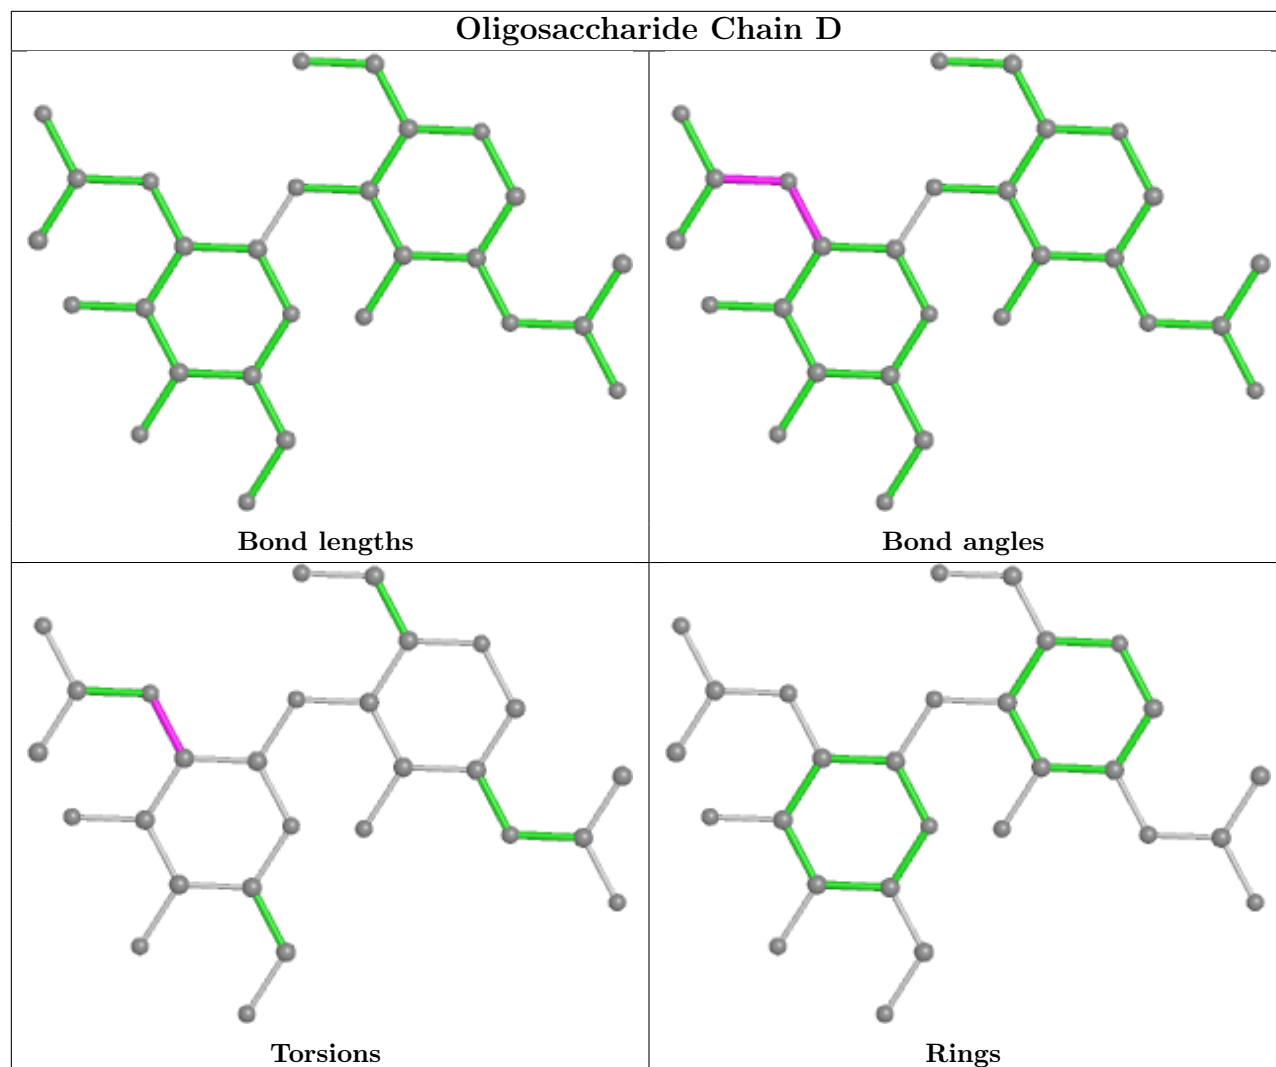 Oligosaccharide Chain D
Bond lengths
Bond angles
Torsions
Rings